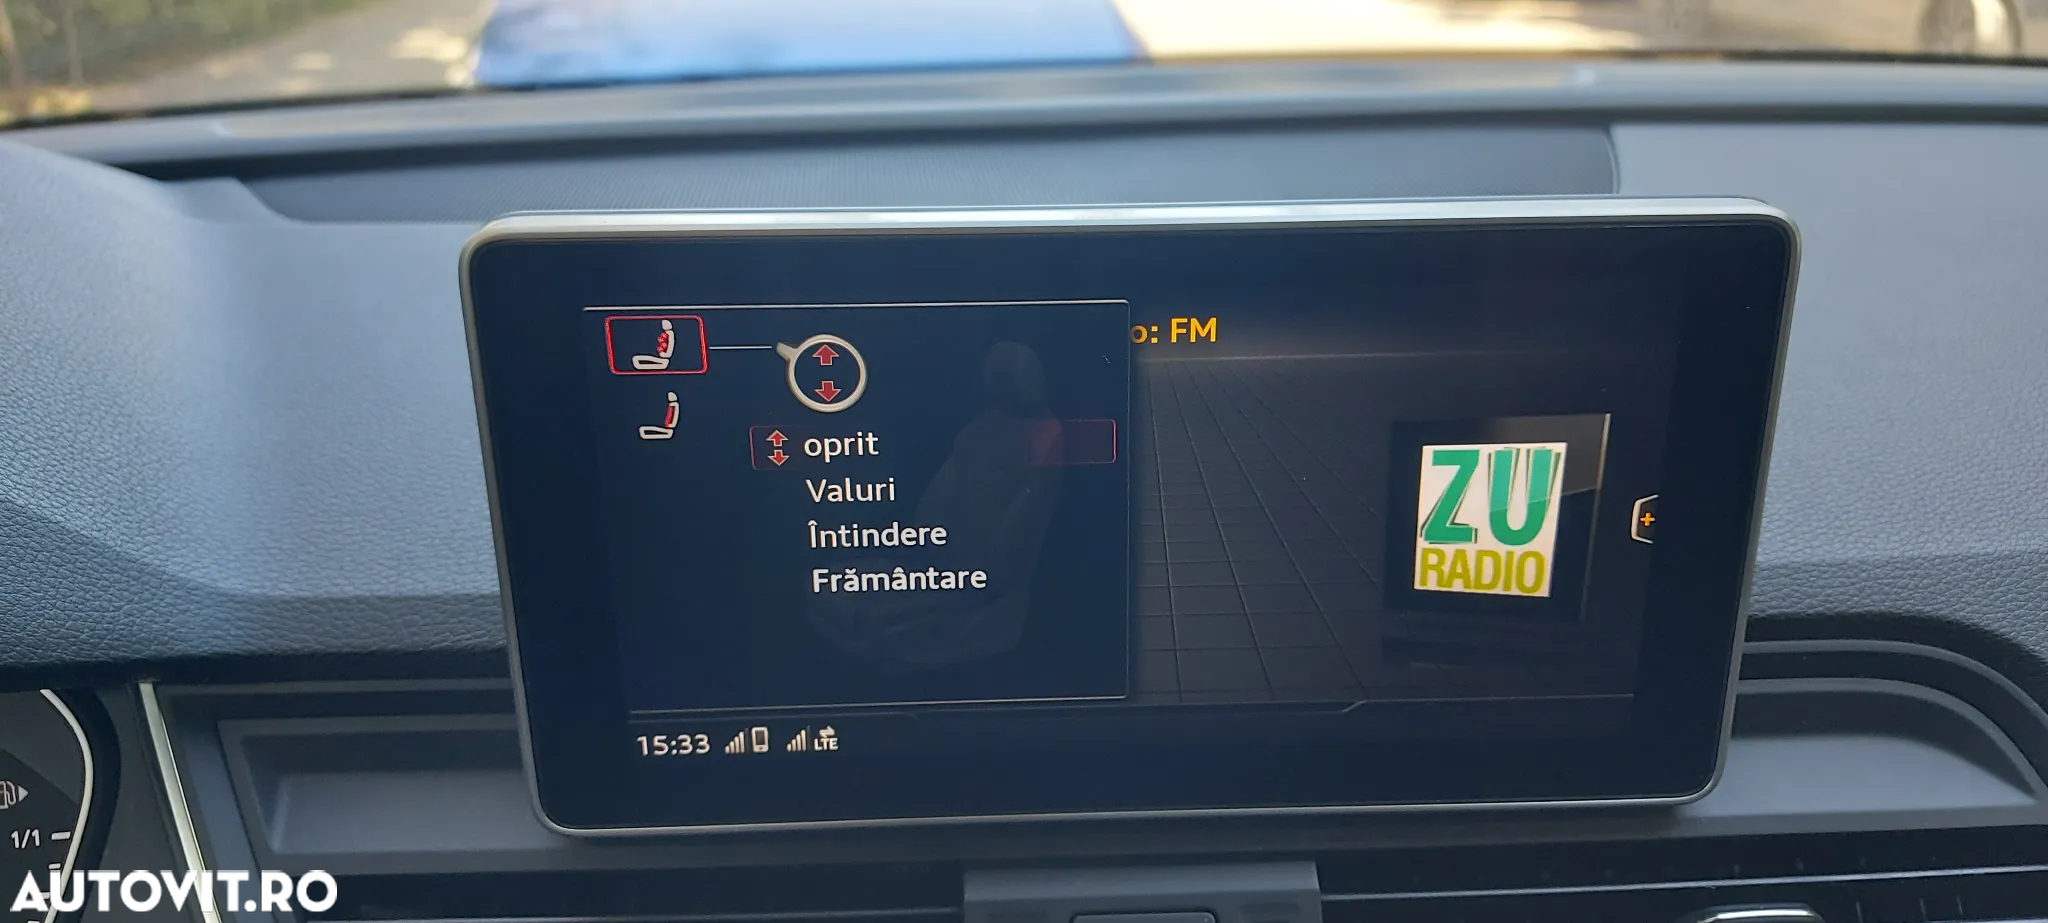 o: FM
oprit
Valuri
Întindere
Frământare
ZU
RADIO
15:33
LTE
1/1
AUTOVIT.RO